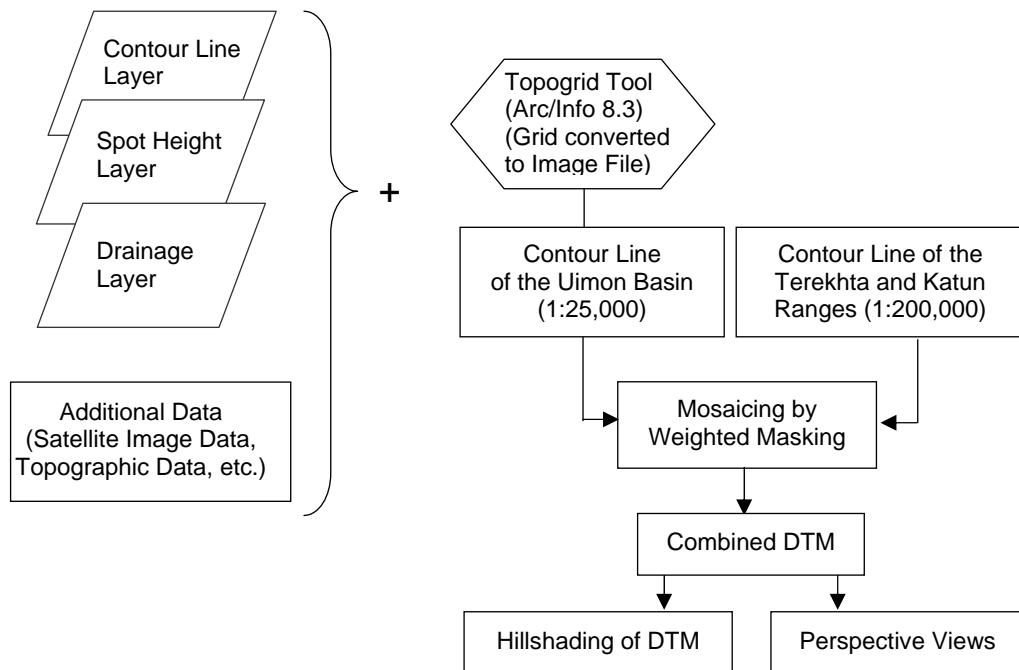 Contour Line
Layer
Spot Height
Layer
Drainage
Layer
Additional Data
(Satellite Image Data,
Topographic Data, etc.)
+
Topogrid Tool
(Arc/Info 8.3)
(Grid converted
to Image File)
Contour Line
of the Uimon Basin
(1:25,000)
Contour Line of the
Terekhta and Katun
Ranges (1:200,000)
Mosaicing by
Weighted Masking
Combined DTM
Hillshading of DTM
Perspective Views